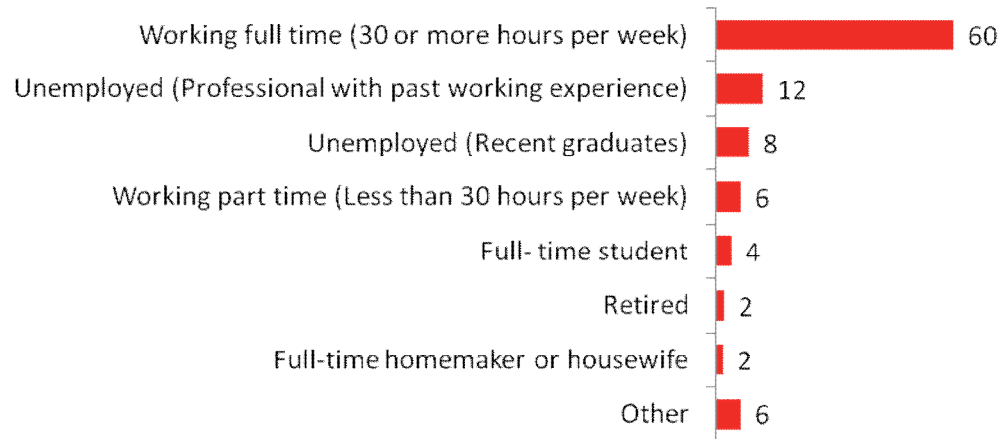 Working full time (30 or more hours per week) 60
Unemployed (Professional with past working experience) 12
Unemployed (Recent graduates) 8
Working part time (Less than 30 hours per week) 6
Full- time student 4
Retired 2
Full-time homemaker or housewife 2
Other 6